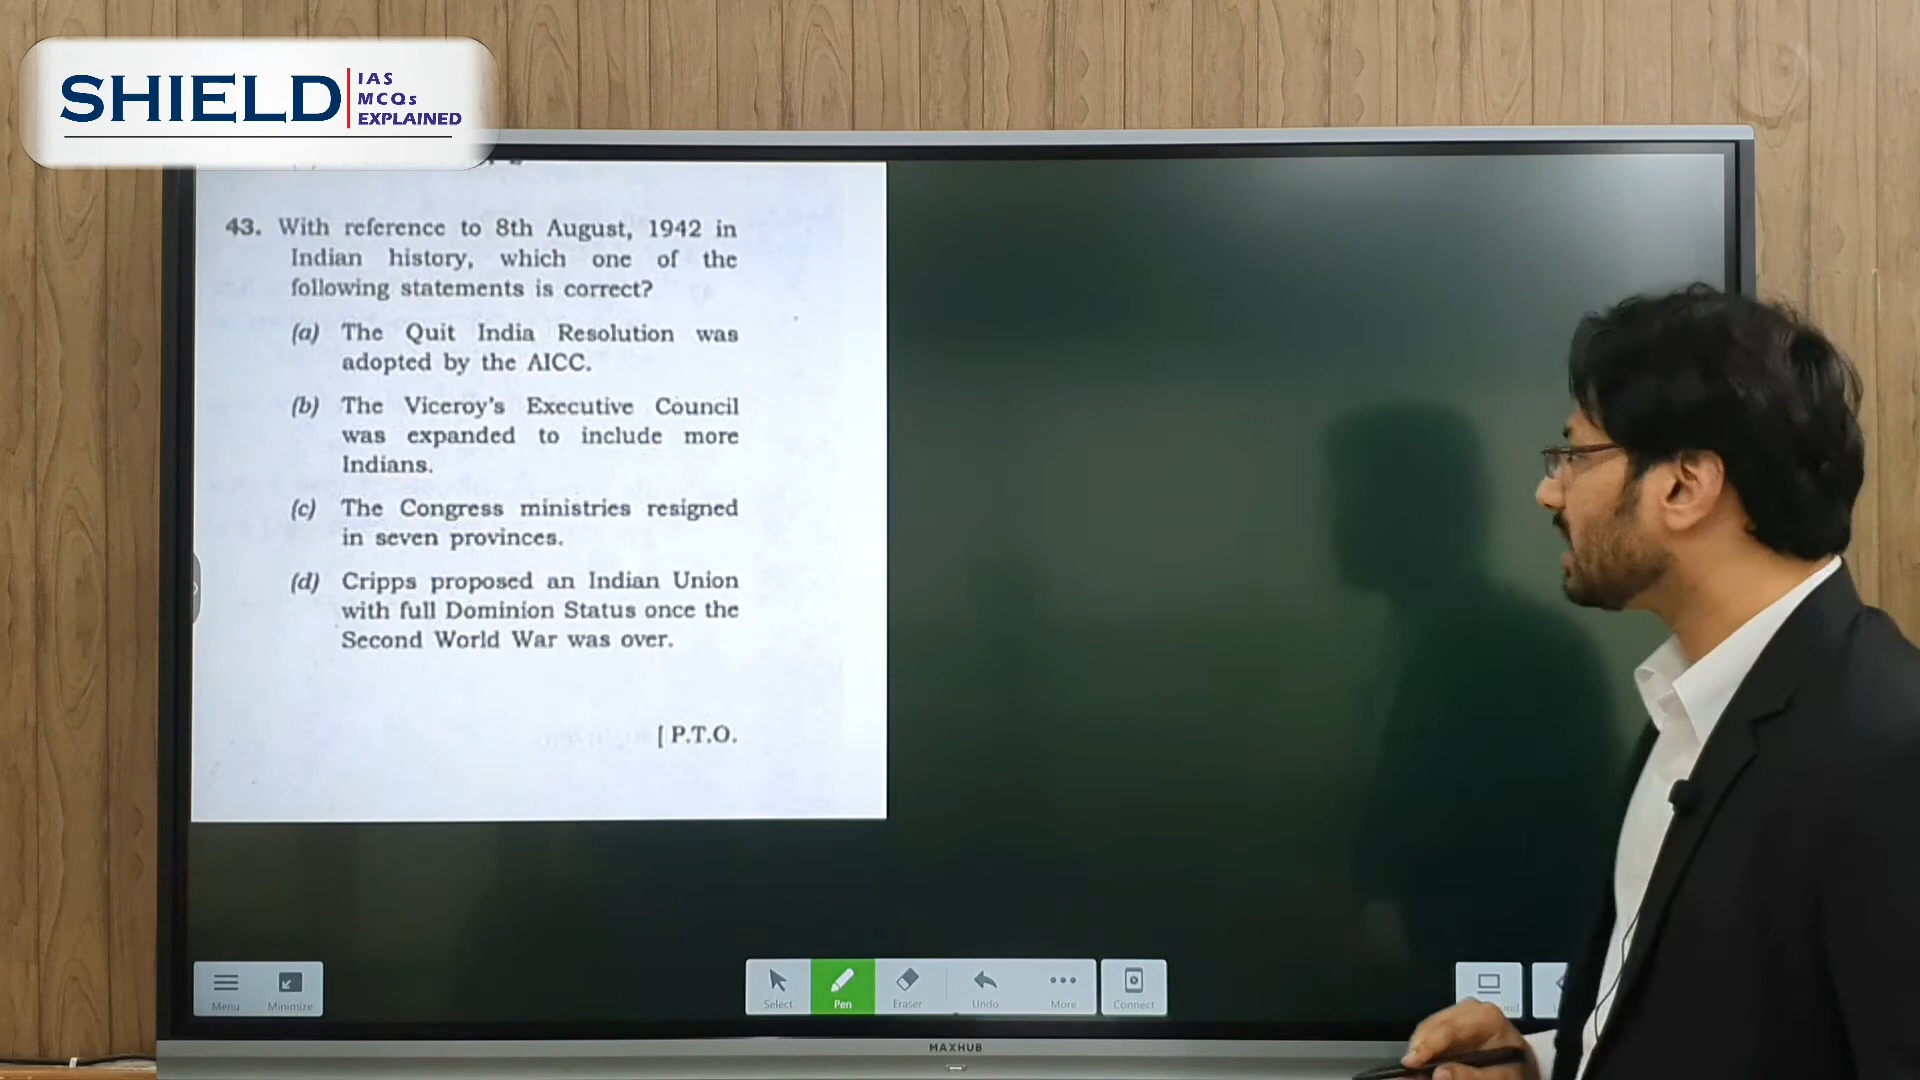 SHIELD
IAS
MCQs
EXPLAINED
43. With reference to 8th August, 1942 in
Indian history, which one of the
following statements is correct?
(a) The Quit India Resolution was
adopted by the AICC.
(b) The Viceroy's Executive Council
was expanded to include more
Indians.
(c) The Congress ministries resigned
in seven provinces.
(d) Cripps proposed an Indian Union
with full Dominion Status once the
Second World War was over.
[ P.T.O.
Menu Minimize Select Pen Eraser Undo More Connect
MAXHUB